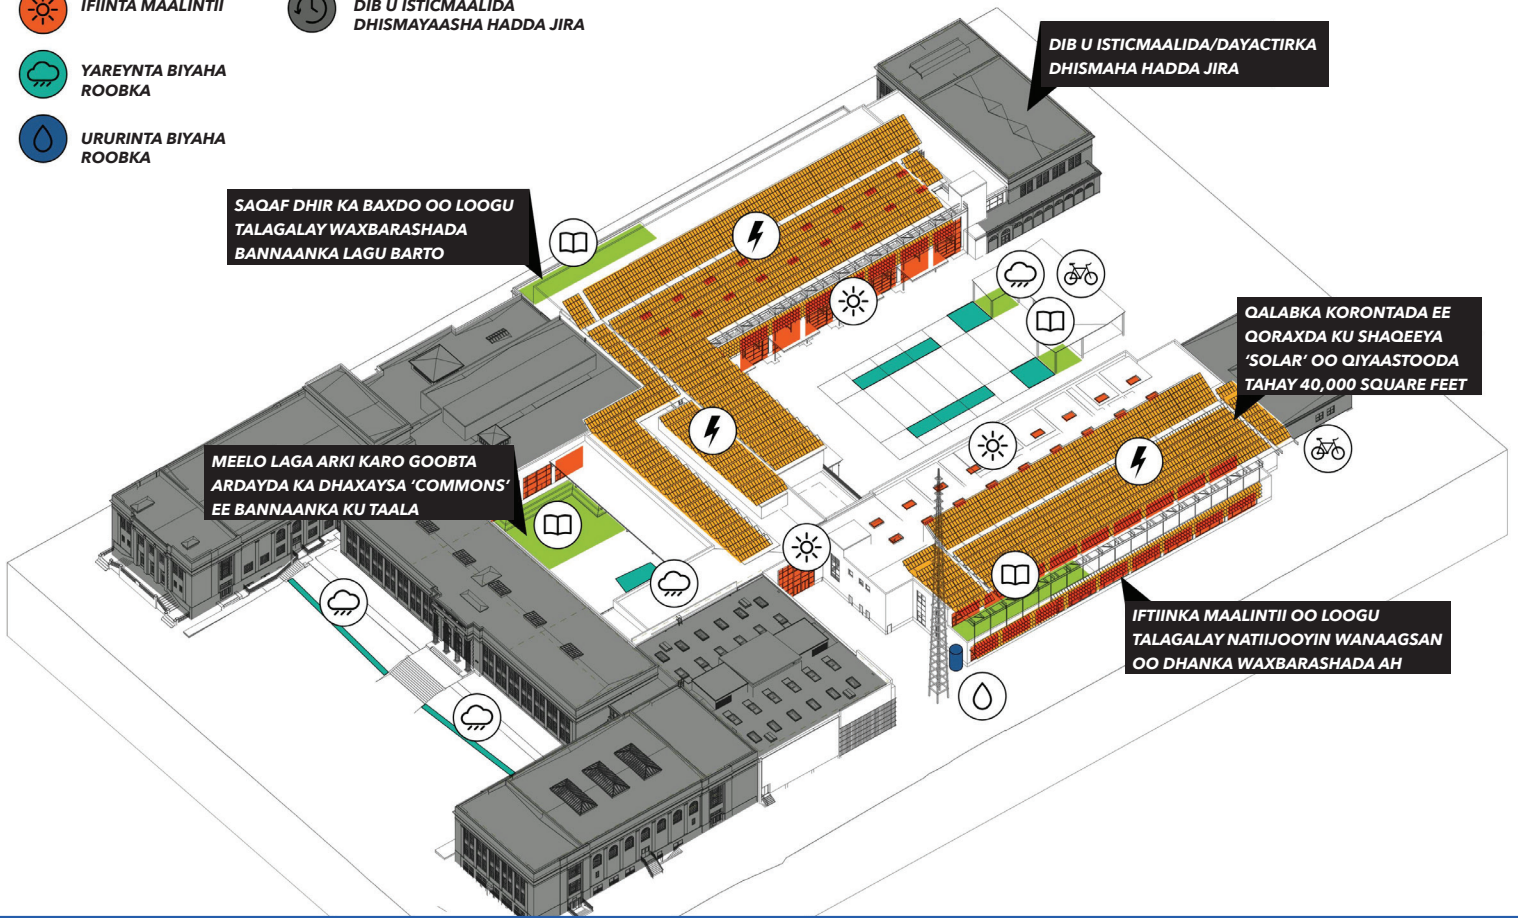 IFIINTA MAALINTII
DIB U ISTICMAALIDA
DHISMAYAASHA HADDA JIRA
YAREYNTA BIYAHA
ROOBKA
URURINTA BIYAHA
ROOBKA
DIB U ISTICMAALIDA/DAYACTIRKA
DHISMAHA HADDA JIRA
SAQAF DHIR KA BAXDO OO LOOGU
TALAGALAY WAXBARASHADA
BANNAANKA LAGU BARTO
QALABKA KORONTADA EE
QORAXDA KU SHAQEEYA
‘SOLAR’ OO QIYAASTOODA
TAHAY 40,000 SQUARE FEET
MEELO LAGA ARKI KARO GOOBTA
ARDAYDA KA DHAXAYSA ‘COMMONS’
EE BANNAANKA KU TAALA
IFTIINKA MAALINTII OO LOOGU
TALAGALAY NATIIJOOYIN WANAAGSAN
OO DHANKA WAXBARASHADA AH